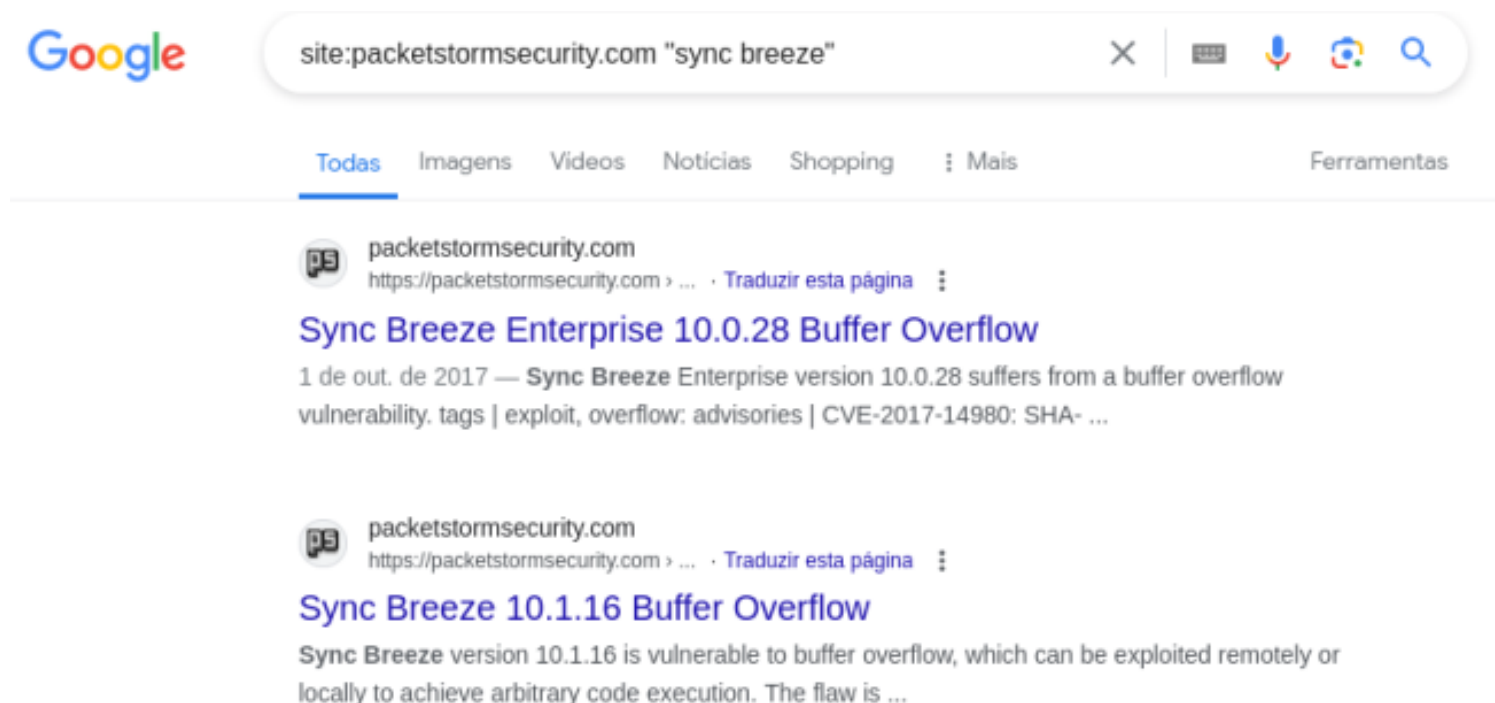 Google
site:packetstormsecurity.com "sync breeze"
Todas Imagens Vídeos Notícias Shopping Mais Ferramentas
packetstormsecurity.com
https://packetstormsecurity.com › ... · Traduzir esta página
Sync Breeze Enterprise 10.0.28 Buffer Overflow
1 de out. de 2017 — Sync Breeze Enterprise version 10.0.28 suffers from a buffer overflow
vulnerability. tags | exploit, overflow: advisories | CVE-2017-14980: SHA- ...
packetstormsecurity.com
https://packetstormsecurity.com › ... · Traduzir esta página
Sync Breeze 10.1.16 Buffer Overflow
Sync Breeze version 10.1.16 is vulnerable to buffer overflow, which can be exploited remotely or
locally to achieve arbitrary code execution. The flaw is ...